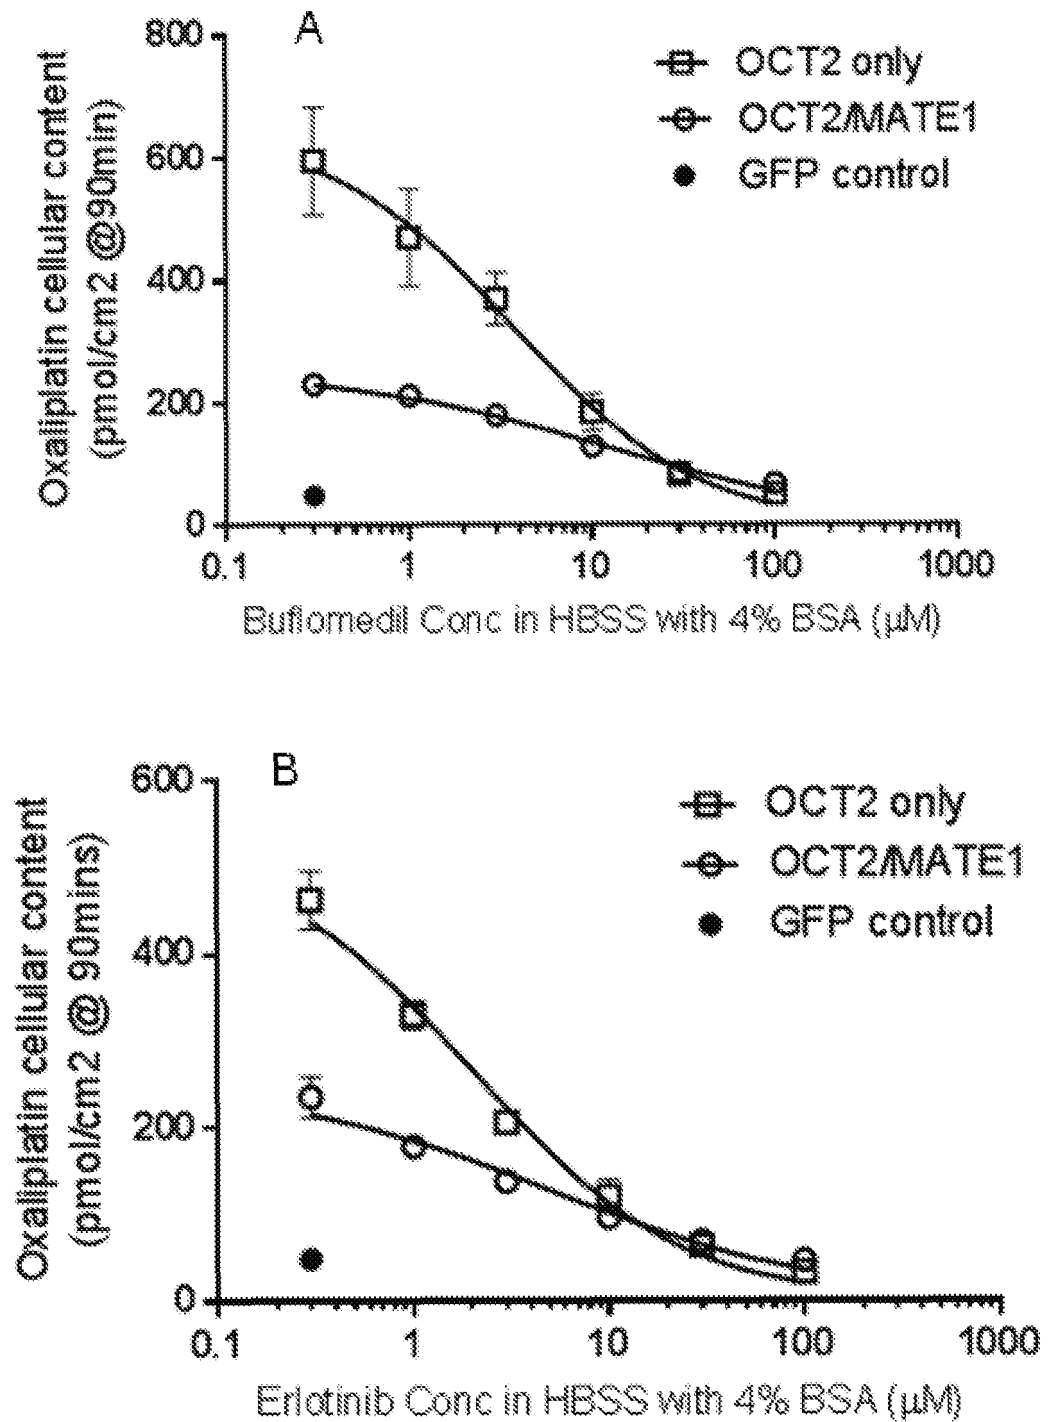 A
800
600
400
200
0
Oxaliplatin cellular content
(pmol/cm2 @90min)
OCT2 only
OCT2/MATE1
GFP control
0.1 1 10 100 1000
Buflomedil Conc in HBSS with 4% BSA (µM)
B
600
400
200
0
Oxaliplatin cellular content
(pmol/cm2 @ 90mins)
OCT2 only
OCT2/MATE1
GFP control
0.1 1 10 100 1000
Erlotinib Conc in HBSS with 4% BSA (µM)